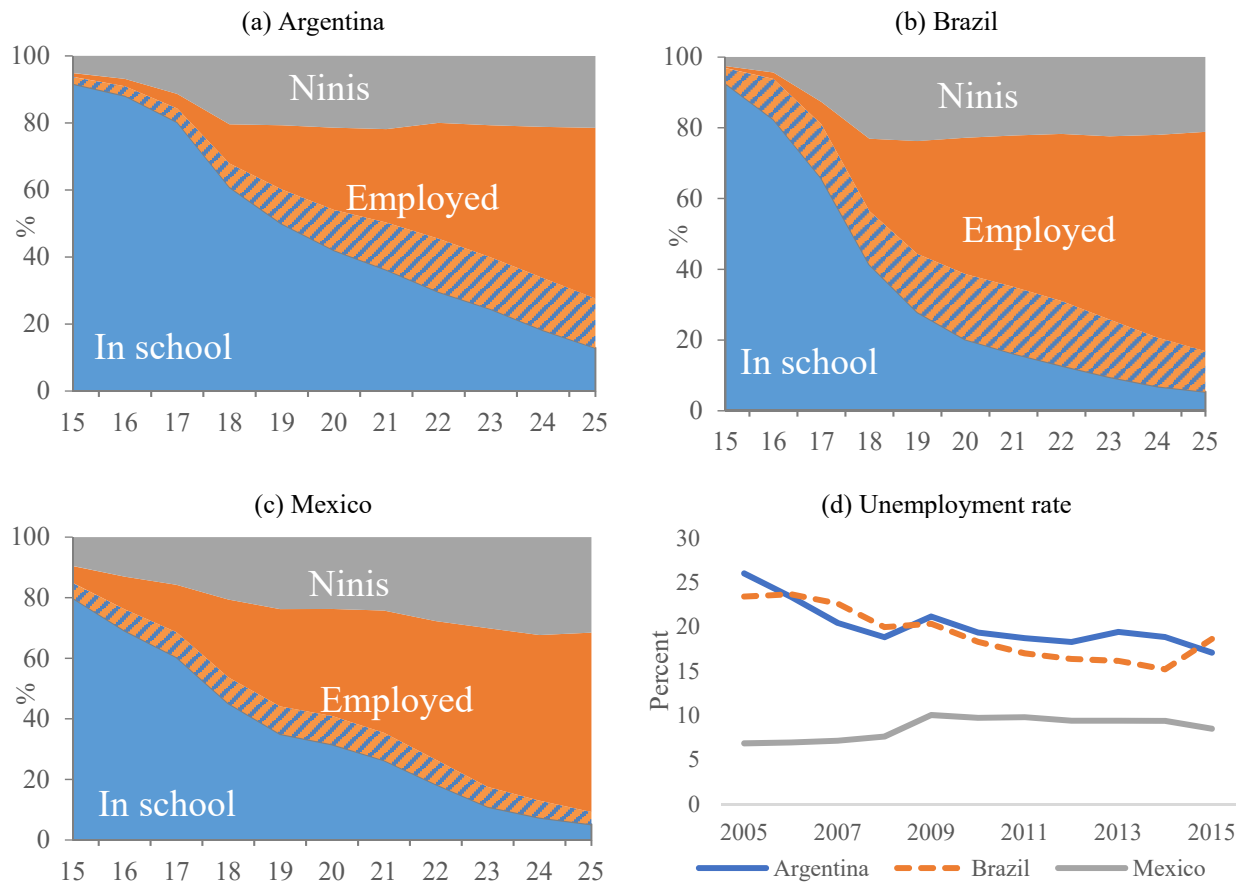 (a) Argentina
100
80
60
40
20
0
%
Ninis
Employed
In school
15 16 17 18 19 20 21 22 23 24 25
(b) Brazil
100
80
60
40
20
0
%
Ninis
Employed
In school
15 16 17 18 19 20 21 22 23 24 25
(c) Mexico
100
80
60
40
20
0
%
Ninis
Employed
In school
15 16 17 18 19 20 21 22 23 24 25
(d) Unemployment rate
30
25
20
15
10
5
0
Percent
2005 2007 2009 2011 2013 2015
Argentina Brazil Mexico